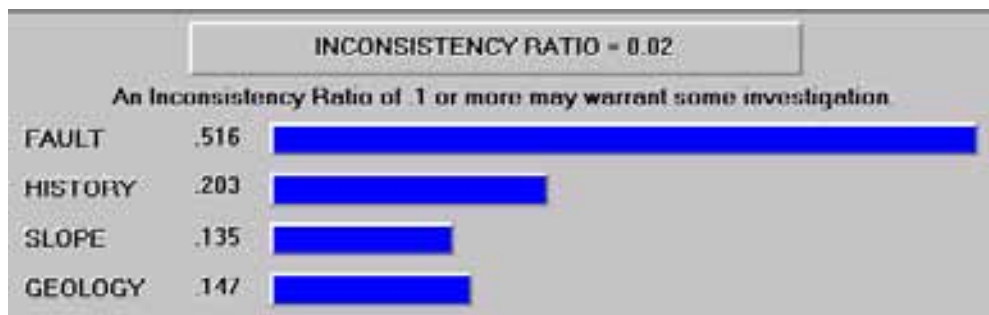 INCONSISTENCY RATIO = 0.02
An Inconsistency Ratio of .1 or more may warrant some investigation
FAULT .516
HISTORY .203
SLOPE .135
GEOLOGY .147